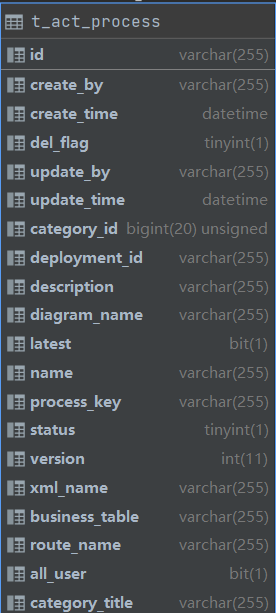 t_act_process
id varchar(255)
create_by varchar(255)
create_time datetime
del_flag tinyint(1)
update_by varchar(255)
update_time datetime
category_id bigint(20) unsigned
deployment_id varchar(255)
description varchar(255)
diagram_name varchar(255)
latest bit(1)
name varchar(255)
process_key varchar(255)
status tinyint(1)
version int(11)
xml_name varchar(255)
business_table varchar(255)
route_name varchar(255)
all_user bit(1)
category_title varchar(255)